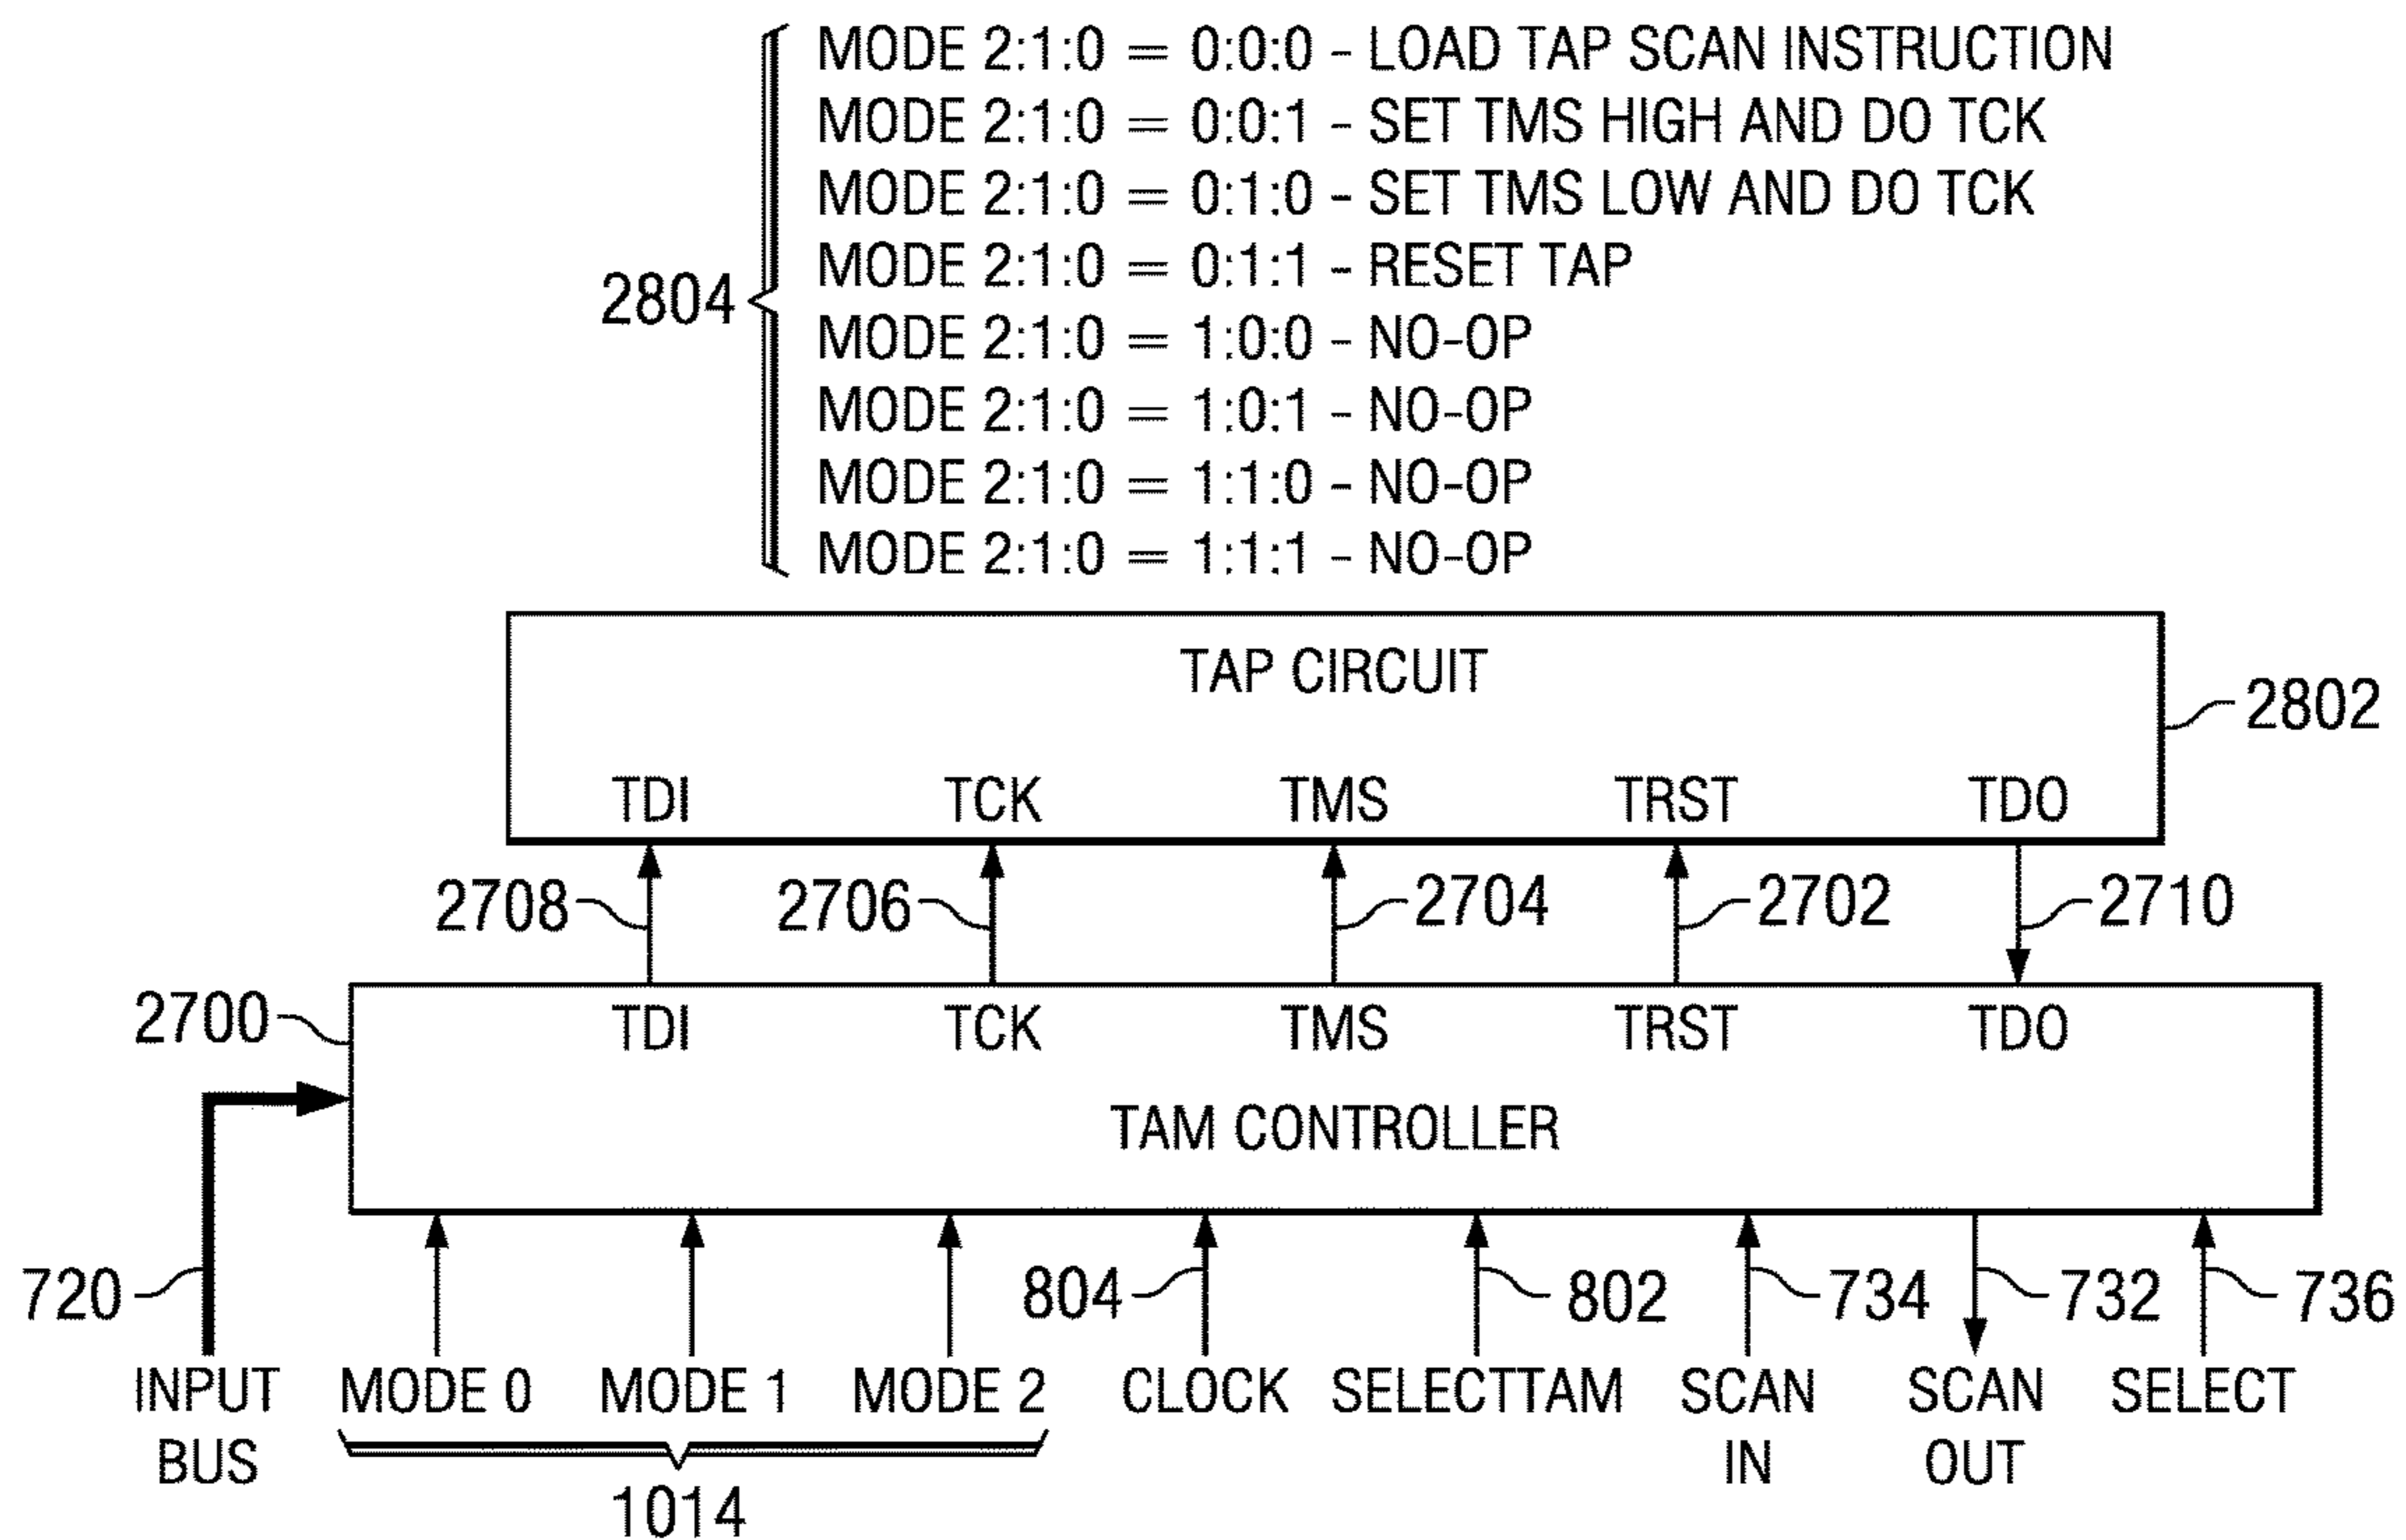 MODE 2:1:0 = 0:0:0 - LOAD TAP SCAN INSTRUCTION
MODE 2:1:0 = 0:0:1 - SET TMS HIGH AND DO TCK
MODE 2:1:0 = 0:1:0 - SET TMS LOW AND DO TCK
MODE 2:1:0 = 0:1:1 - RESET TAP
2804
MODE 2:1:0 = 1:0:0 - NO-OP
MODE 2:1:0 = 1:0:1 - NO-OP
MODE 2:1:0 = 1:1:0 - NO-OP
MODE 2:1:0 = 1:1:1 - NO-OP
TAP CIRCUIT
2802
TDI TCK TMS TRST TDO
2708 2706 2704 2702 2710
2700
TDI TCK TMS TRST TDO
TAM CONTROLLER
720 804 802 734 732 736
INPUT BUS
MODE 0 MODE 1 MODE 2 CLOCK SELECTTAM
SCAN IN
SCAN OUT
SELECT
1014